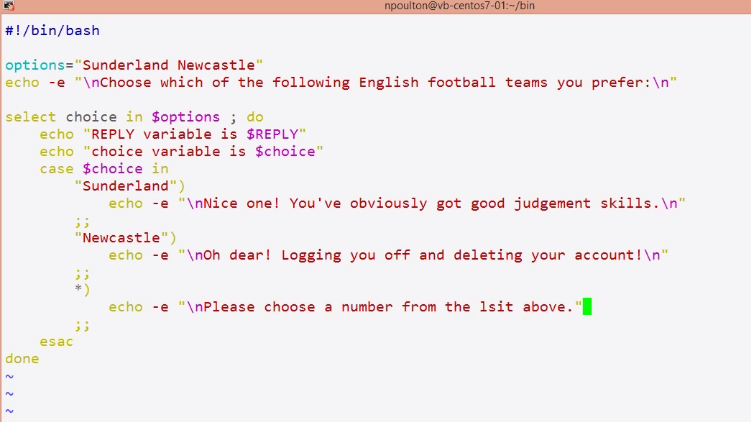 npoulton@vb-centos7-01:~/bin
#!/bin/bash
options="Sunderland Newcastle"
echo -e "\nChoose which of the following English football teams you prefer:\n"
select choice in $options ; do
    echo "REPLY variable is $REPLY"
    echo "choice variable is $choice"
    case $choice in
        "Sunderland")
            echo -e "\nNice one! You've obviously got good judgement skills.\n"
        ;;
        "Newcastle")
            echo -e "\nOh dear! Logging you off and deleting your account!\n"
        ;;
        *)
            echo -e "\nPlease choose a number from the lsit above."
        ;;
    esac
done
~
~
~